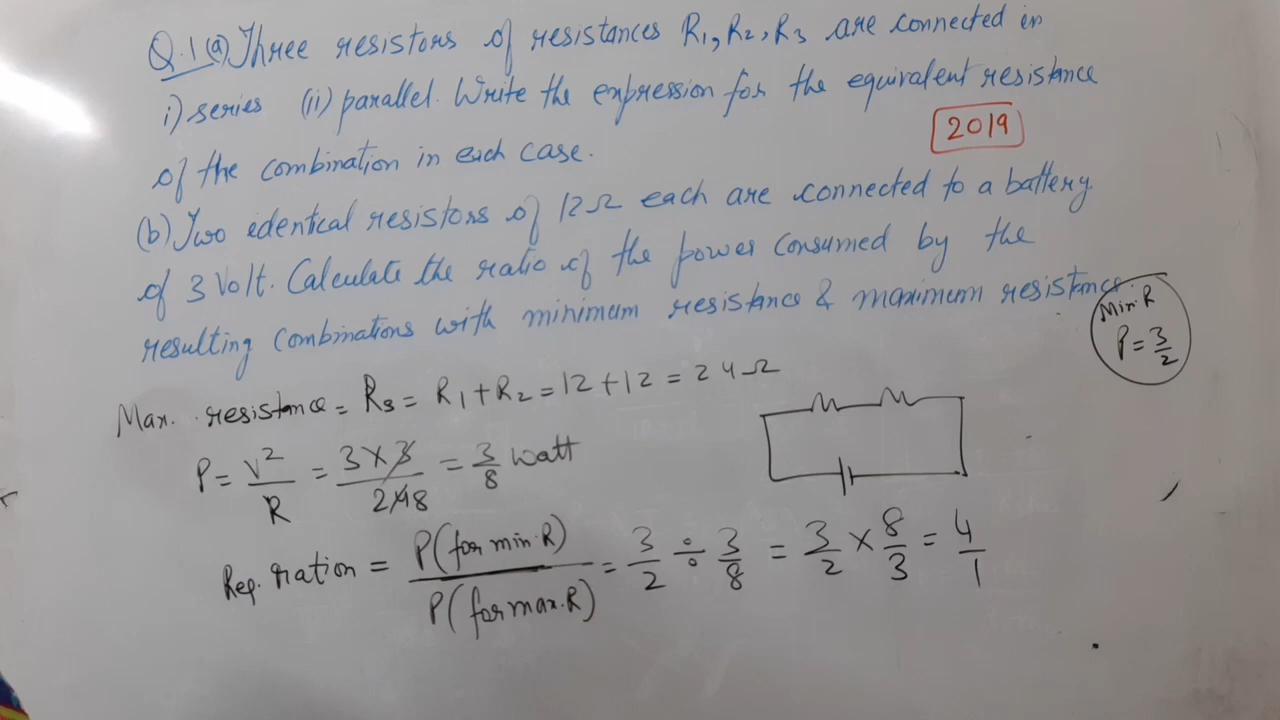 Q.1(a) Three resistors of resistances R₁, R₂, R₃ are connected in
i) series (ii) parallel. Write the expression for the equivalent resistance
of the combination in each case.
2019
(b) Two identical resistors of 12Ω each are connected to a battery
of 3 Volt. Calculate the ratio of the power consumed by the
resulting combinations with minimum resistance & maximum resistance.
Min. R
P = 3/2
Max. resistance = Rs = R₁ + R₂ = 12 + 12 = 24Ω
P = V²/R = 3 × 3/24 8 = 3/8 watt
Req. ration = P(for min. R)/P(for max. R) = 3/2 ÷ 3/8 = 3/2 × 8/3 = 4/1